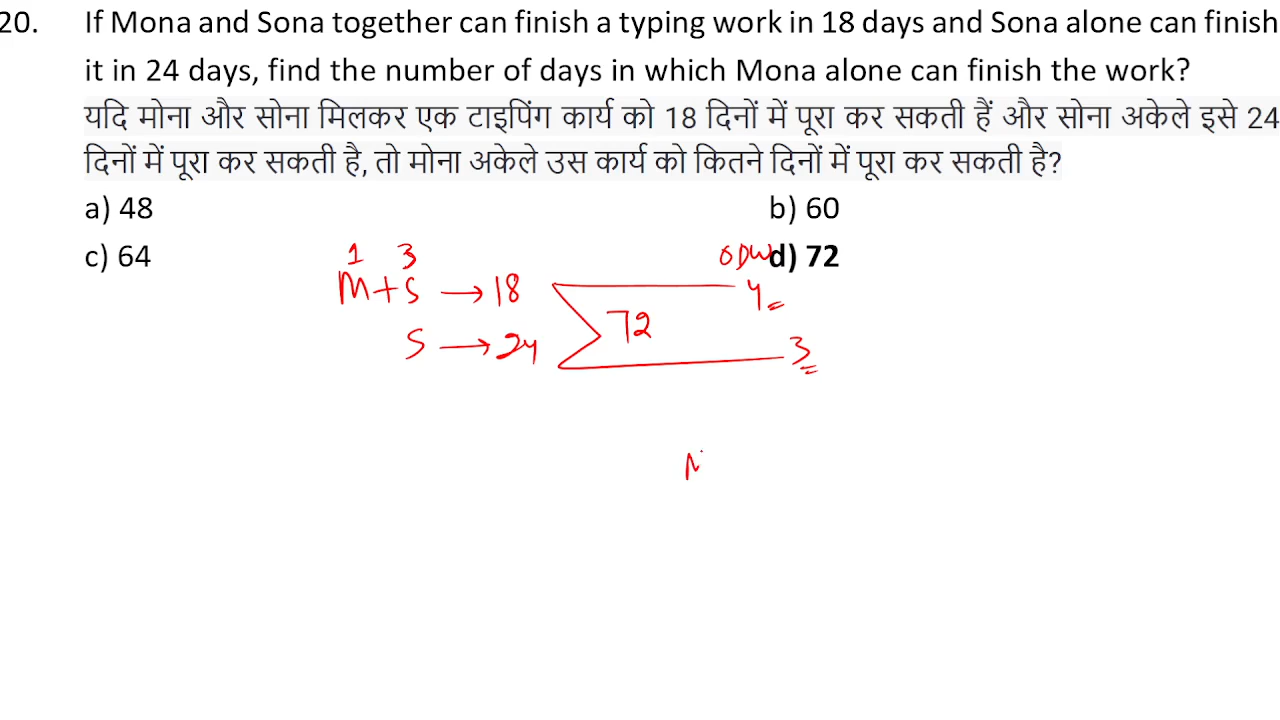 20. If Mona and Sona together can finish a typing work in 18 days and Sona alone can finish
it in 24 days, find the number of days in which Mona alone can finish the work?
यदि मोना और सोना मिलकर एक टाइपिंग कार्य को 18 दिनों में पूरा कर सकती हैं और सोना अकेले इसे 24
दिनों में पूरा कर सकती है, तो मोना अकेले उस कार्य को कितने दिनों में पूरा कर सकती है?
a) 48 b) 60
c) 64 d) 72
1 3 ODW
M+S → 18 4
72
S → 24 3